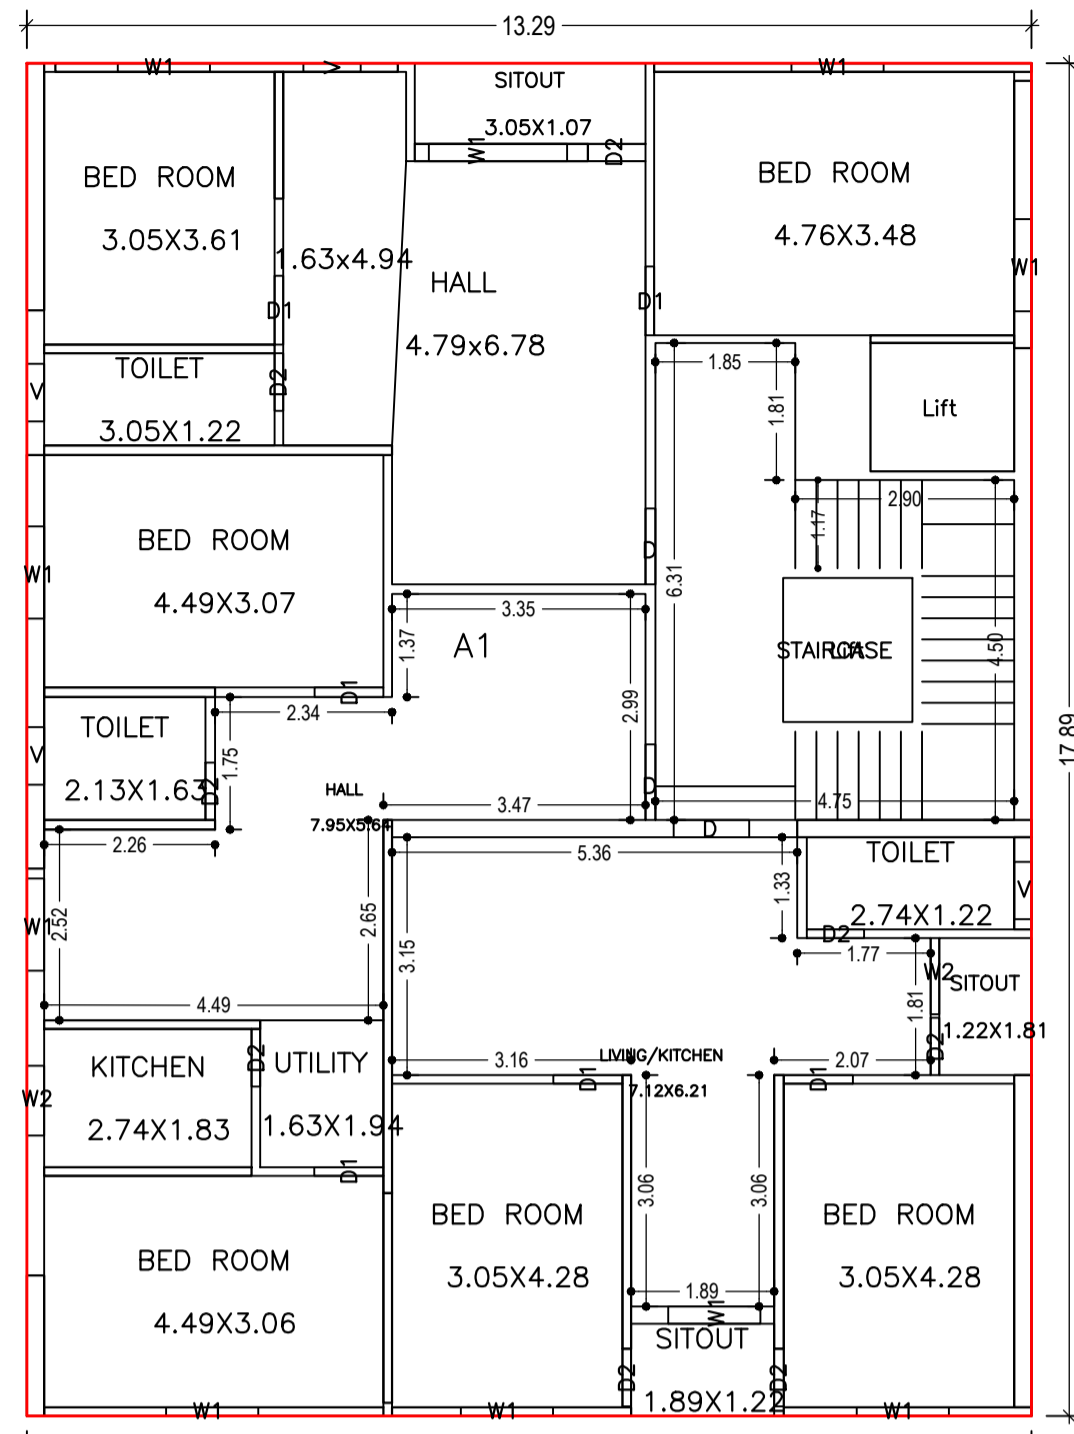 13.29
W1
V
W1
SITOUT
3.05X1.07
W1
D2
BED ROOM
3.05X3.61
BED ROOM
4.76X3.48
1.63x4.94
W1
HALL
4.79x6.78
D1
D1
TOILET
3.05X1.22
V
D2
1.85
1.81
Lift
BED ROOM
4.49X3.07
W1
D
2.90
1.17
6.31
3.35
1.37
A1
STAIRCASE
Lift
4.50
D1
2.34
2.99
17.89
TOILET
2.13X1.63
V
D2
1.75
HALL
7.95X5.64
D
3.47
4.75
D
2.26
5.36
TOILET
2.74X1.22
V
1.33
W1
2.52
2.65
3.15
D2
1.77
W2
SITOUT
1.22X1.81
1.81
D2
4.49
KITCHEN
2.74X1.83
D2
UTILITY
1.63X1.94
W2
3.16
LIVING/KITCHEN
7.12X6.21
2.07
D1
D1
D1
3.06
3.06
BED ROOM
4.49X3.06
BED ROOM
3.05X4.28
BED ROOM
3.05X4.28
1.89
W1
SITOUT
1.89X1.22
D2
D2
W1
W1
W1